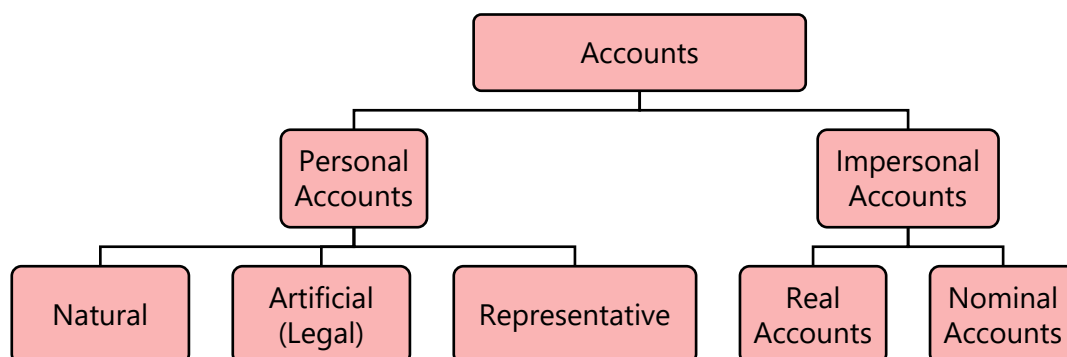 Accounts
Personal
Accounts
Impersonal
Accounts
Natural
Artificial
(Legal)
Representative
Real
Accounts
Nominal
Accounts